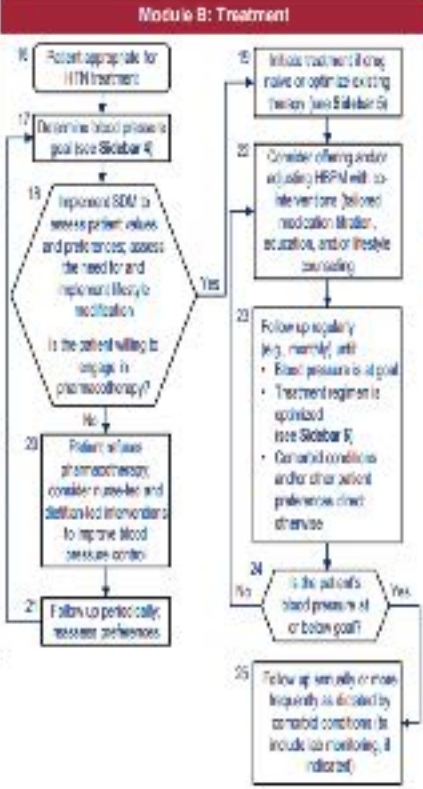 Module B: Treatment
16
Patient appropriate for
HTN treatment
17
Determine blood pressure
goal (see Sidebar 4)
18
Implement SDM to
assess patient values
and preferences; assess
the need for and
implement lifestyle
modification
Is the patient willing to
engage in
pharmacotherapy?
Yes
No
20
Patient refuses
pharmacotherapy;
consider nurse-led and
dietitian-led interventions
to improve blood
pressure control
21
Follow up periodically;
reassess preferences
19
Initiate treatment if drug
naive or optimize existing
therapy (see Sidebar 5)
22
Consider offering and/or
adjusting HBPM with co-
interventions (tailored
medication titration,
education, and/or lifestyle
counseling
23
Follow up regularly
(e.g., monthly) until:
• Blood pressure is at goal
• Treatment regimen is
optimized
(see Sidebar 6)
• Comorbid conditions
and/or other patient
preferences direct
otherwise
24
Is the patient's
blood pressure at
or below goal?
No
Yes
25
Follow up annually or more
frequently as dictated by
comorbid conditions (to
include lab monitoring, if
indicated)